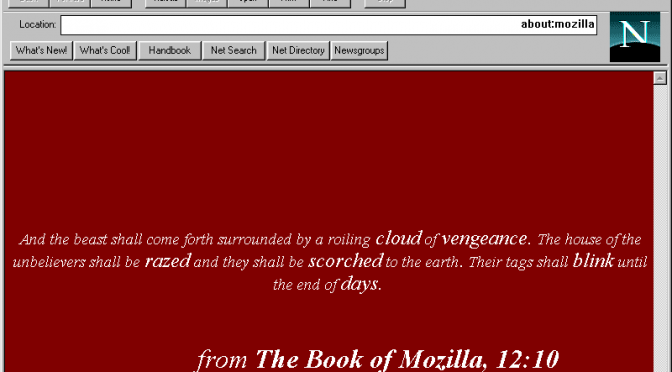 Location:
about:mozilla
N
What's New! What's Cool! Handbook Net Search Net Directory Newsgroups
And the beast shall come forth surrounded by a roiling cloud of vengeance. The house of the
unbelievers shall be razed and they shall be scorched to the earth. Their tags shall blink until
the end of days.
from The Book of Mozilla, 12:10